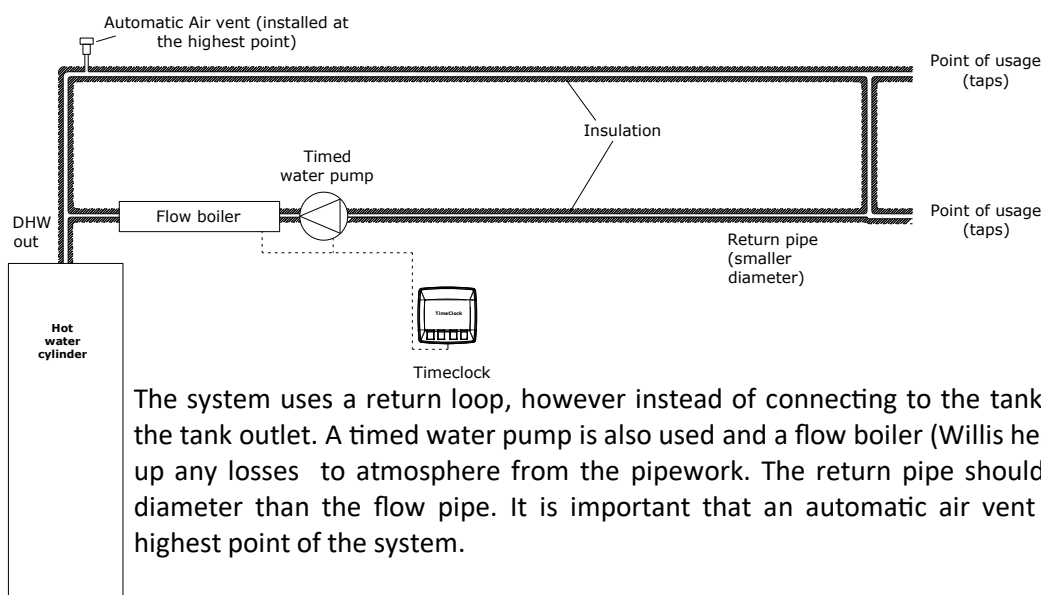 Automatic Air vent (installed at
the highest point)
Point of usage
(taps)
Insulation
Timed
water pump
DHW
out
Flow boiler
Point of usage
(taps)
Return pipe
(smaller
diameter)
TimeClock
Hot
water
cylinder
Timeclock
The system uses a return loop, however instead of connecting to the tank
the tank outlet. A timed water pump is also used and a flow boiler (Willis he
up any losses to atmosphere from the pipework. The return pipe should
diameter than the flow pipe. It is important that an automatic air vent
highest point of the system.